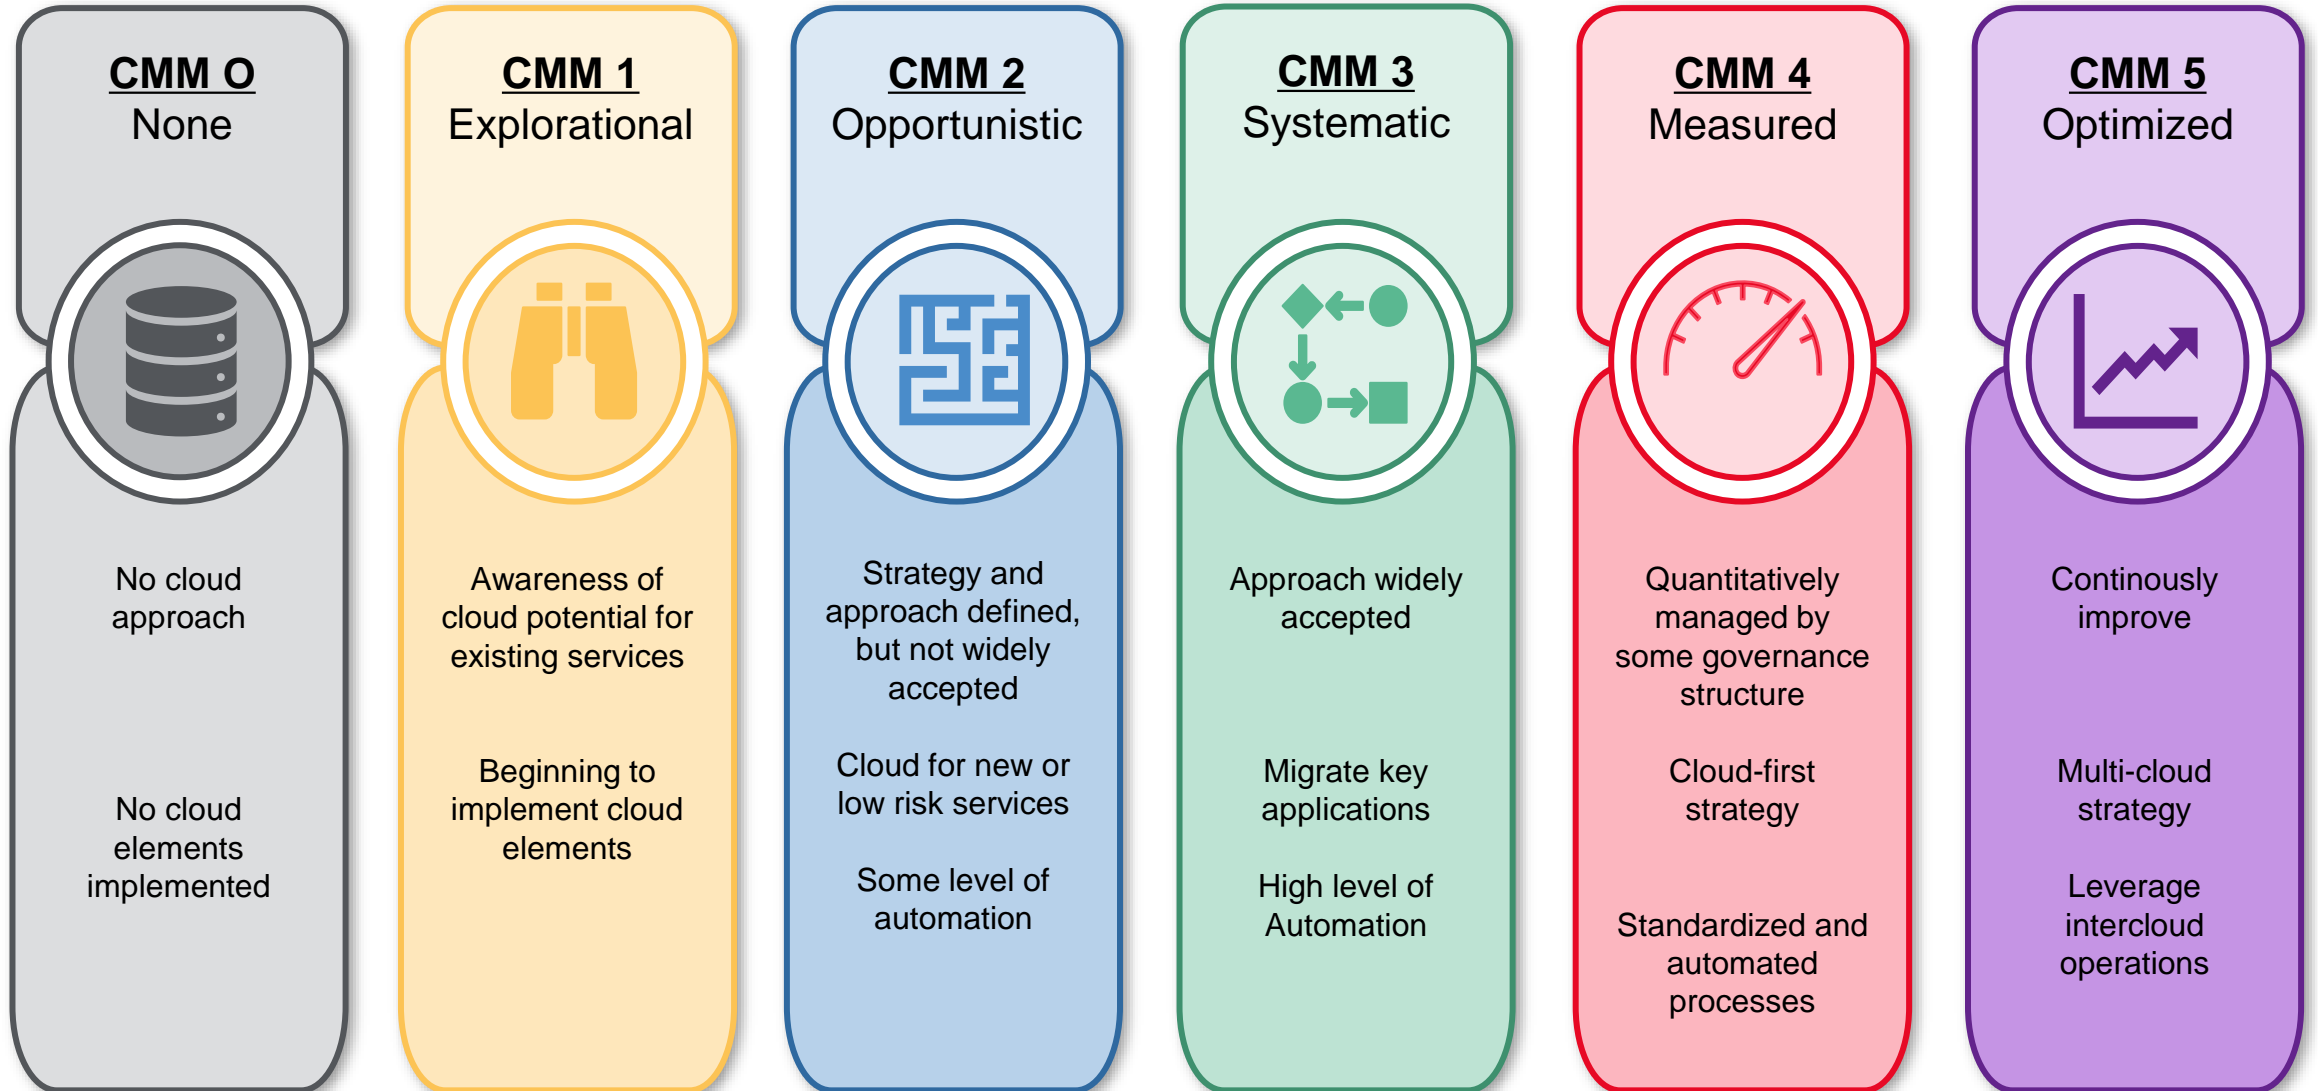 CMM O
None
No cloud
approach
No cloud
elements
implemented
CMM 1
Explorational
Awareness of
cloud potential for
existing services
Beginning to
implement cloud
elements
CMM 2
Opportunistic
Strategy and
approach defined,
but not widely
accepted
Cloud for new or
low risk services
Some level of
automation
CMM 3
Systematic
Approach widely
accepted
Migrate key
applications
High level of
Automation
CMM 4
Measured
Quantitatively
managed by
some governance
structure
Cloud-first
strategy
Standardized and
automated
processes
CMM 5
Optimized
Continously
improve
Multi-cloud
strategy
Leverage
intercloud
operations